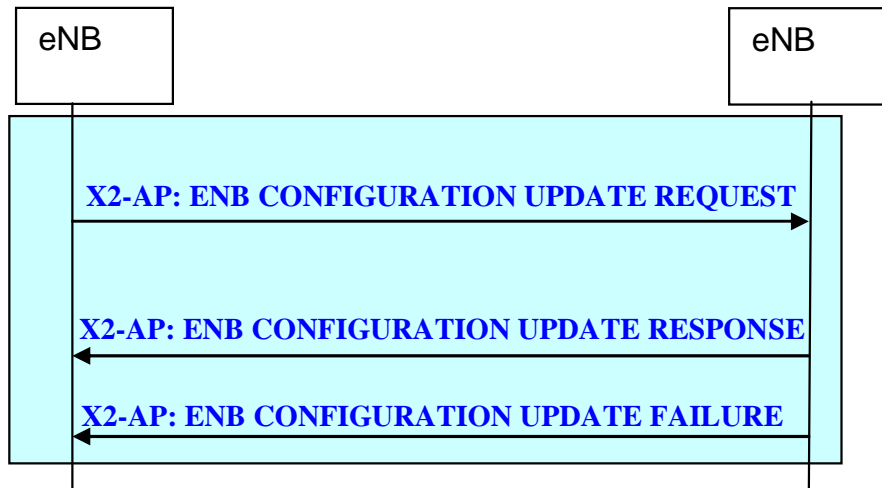 eNB
eNB
X2-AP: ENB CONFIGURATION UPDATE REQUEST
X2-AP: ENB CONFIGURATION UPDATE RESPONSE
X2-AP: ENB CONFIGURATION UPDATE FAILURE